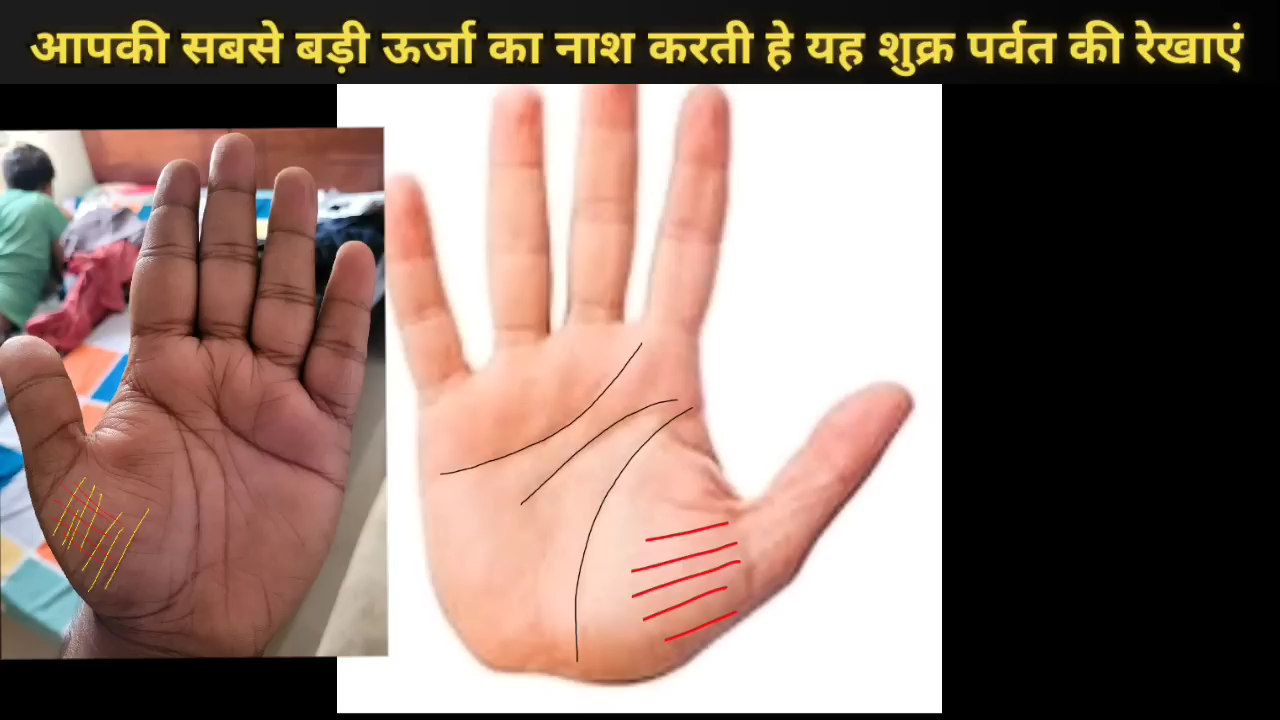 आपकी सबसे बड़ी ऊर्जा का नाश करती हे यह शुक्र पर्वत की रेखाएं